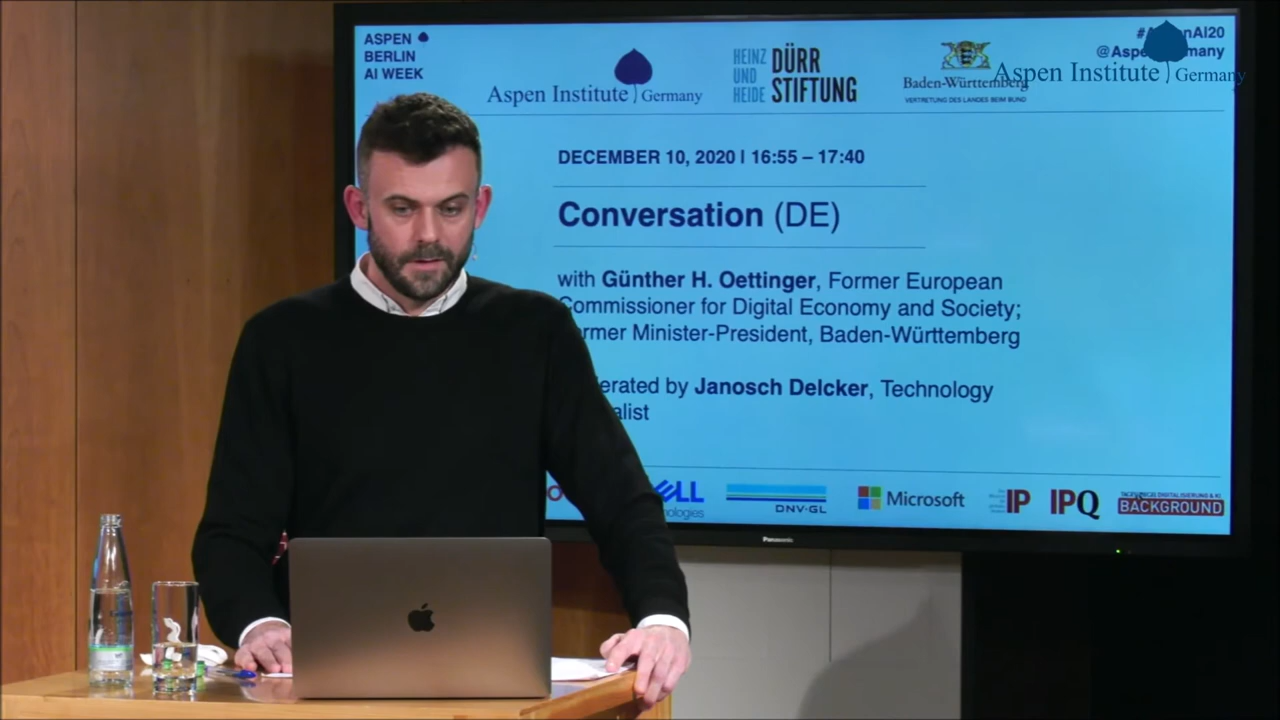 ASPEN
BERLIN
AI WEEK
Aspen Institute Germany
HEINZ
UND
HEIDE
DÜRR
STIFTUNG
Baden-Württemberg
VERTRETUNG DES LANDES BEIM BUND
Aspen Institute Germany
DECEMBER 10, 2020 | 16:55 – 17:40
Conversation (DE)
with Günther H. Oettinger, Former European
Commissioner for Digital Economy and Society;
rmer Minister-President, Baden-Württemberg
erated by Janosch Delcker, Technology
alist
DELL
nologies
DNV·GL
Microsoft
IP
IPQ
BACKGROUND
Panasonic